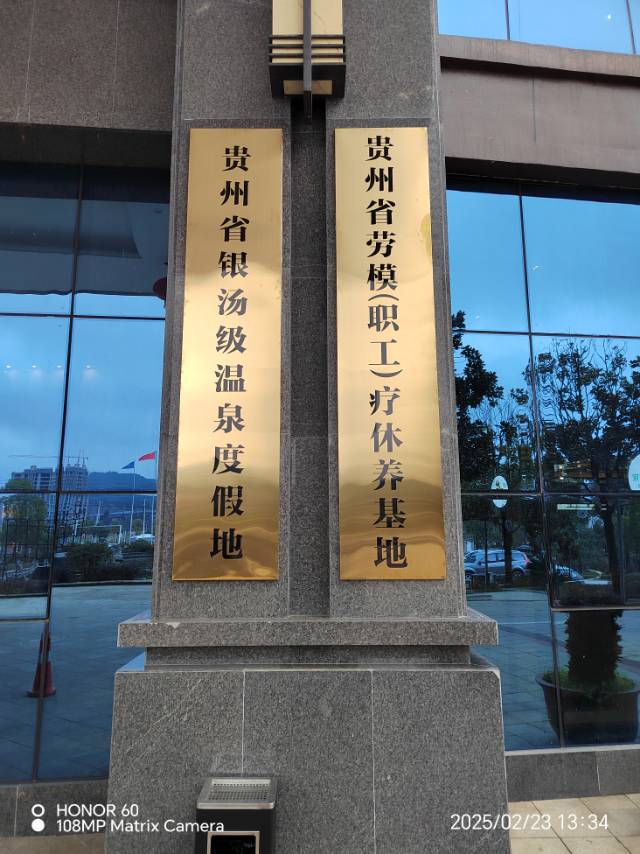 贵州省银汤级温泉度假地
贵州省劳模(职工)疗休养基地
HONOR 60
108MP Matrix Camera
2025/02/23 13:34